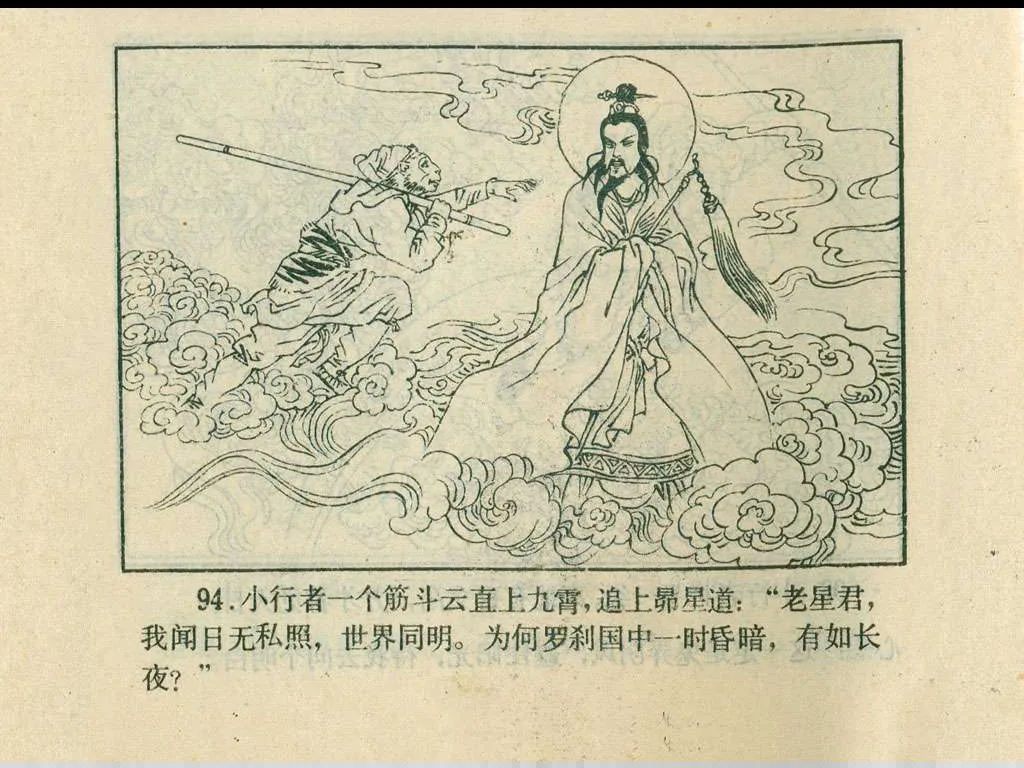 94.小行者一个筋斗云直上九霄，追上昴星道：“老星君，
我闻日无私照，世界同明。为何罗刹国中一时昏暗，有如长
夜？”